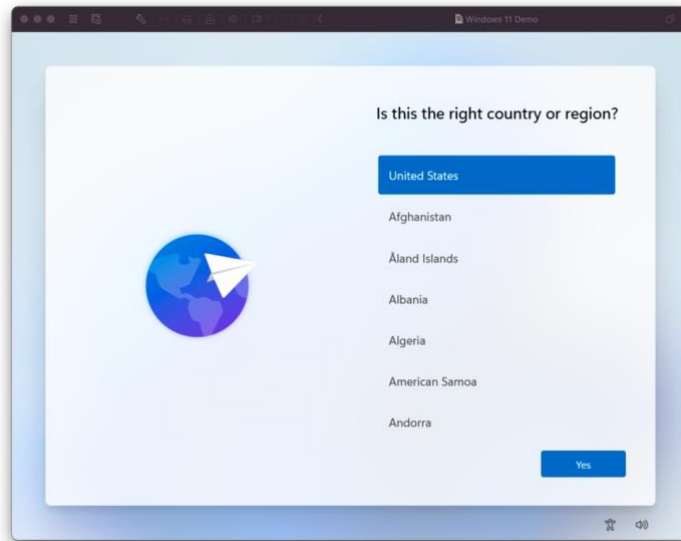 Windows 11 Demo
Is this the right country or region?
United States
Afghanistan
Åland Islands
Albania
Algeria
American Samoa
Andorra
Yes